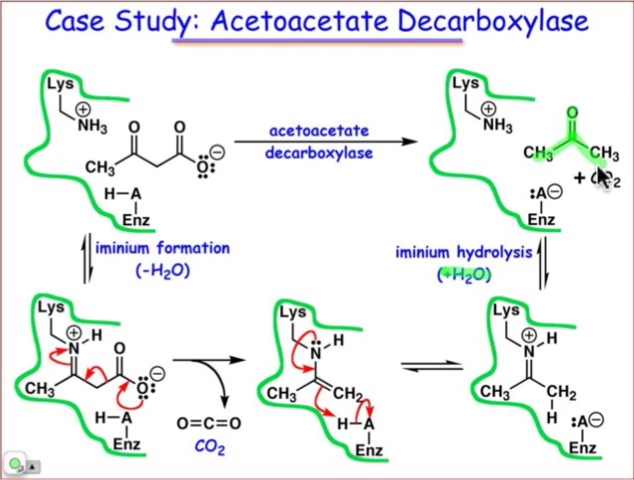 Case Study: Acetoacetate Decarboxylase
Lys
⊕
NH3
O O
CH3
O ⊖
H–A
Enz
acetoacetate
decarboxylase
Lys
⊕
NH3
O
CH3 CH3
+
:A⊖
Enz
iminium formation
(-H2O)
iminium hydrolysis
(+H2O)
Lys
⊕ H
N
O
O ⊖
CH3
H–A
Enz
O=C=O
CO2
Lys
H
N
CH3 CH2
H–A
Enz
Lys
⊕ H
N
CH3 CH2
H
:A⊖
Enz